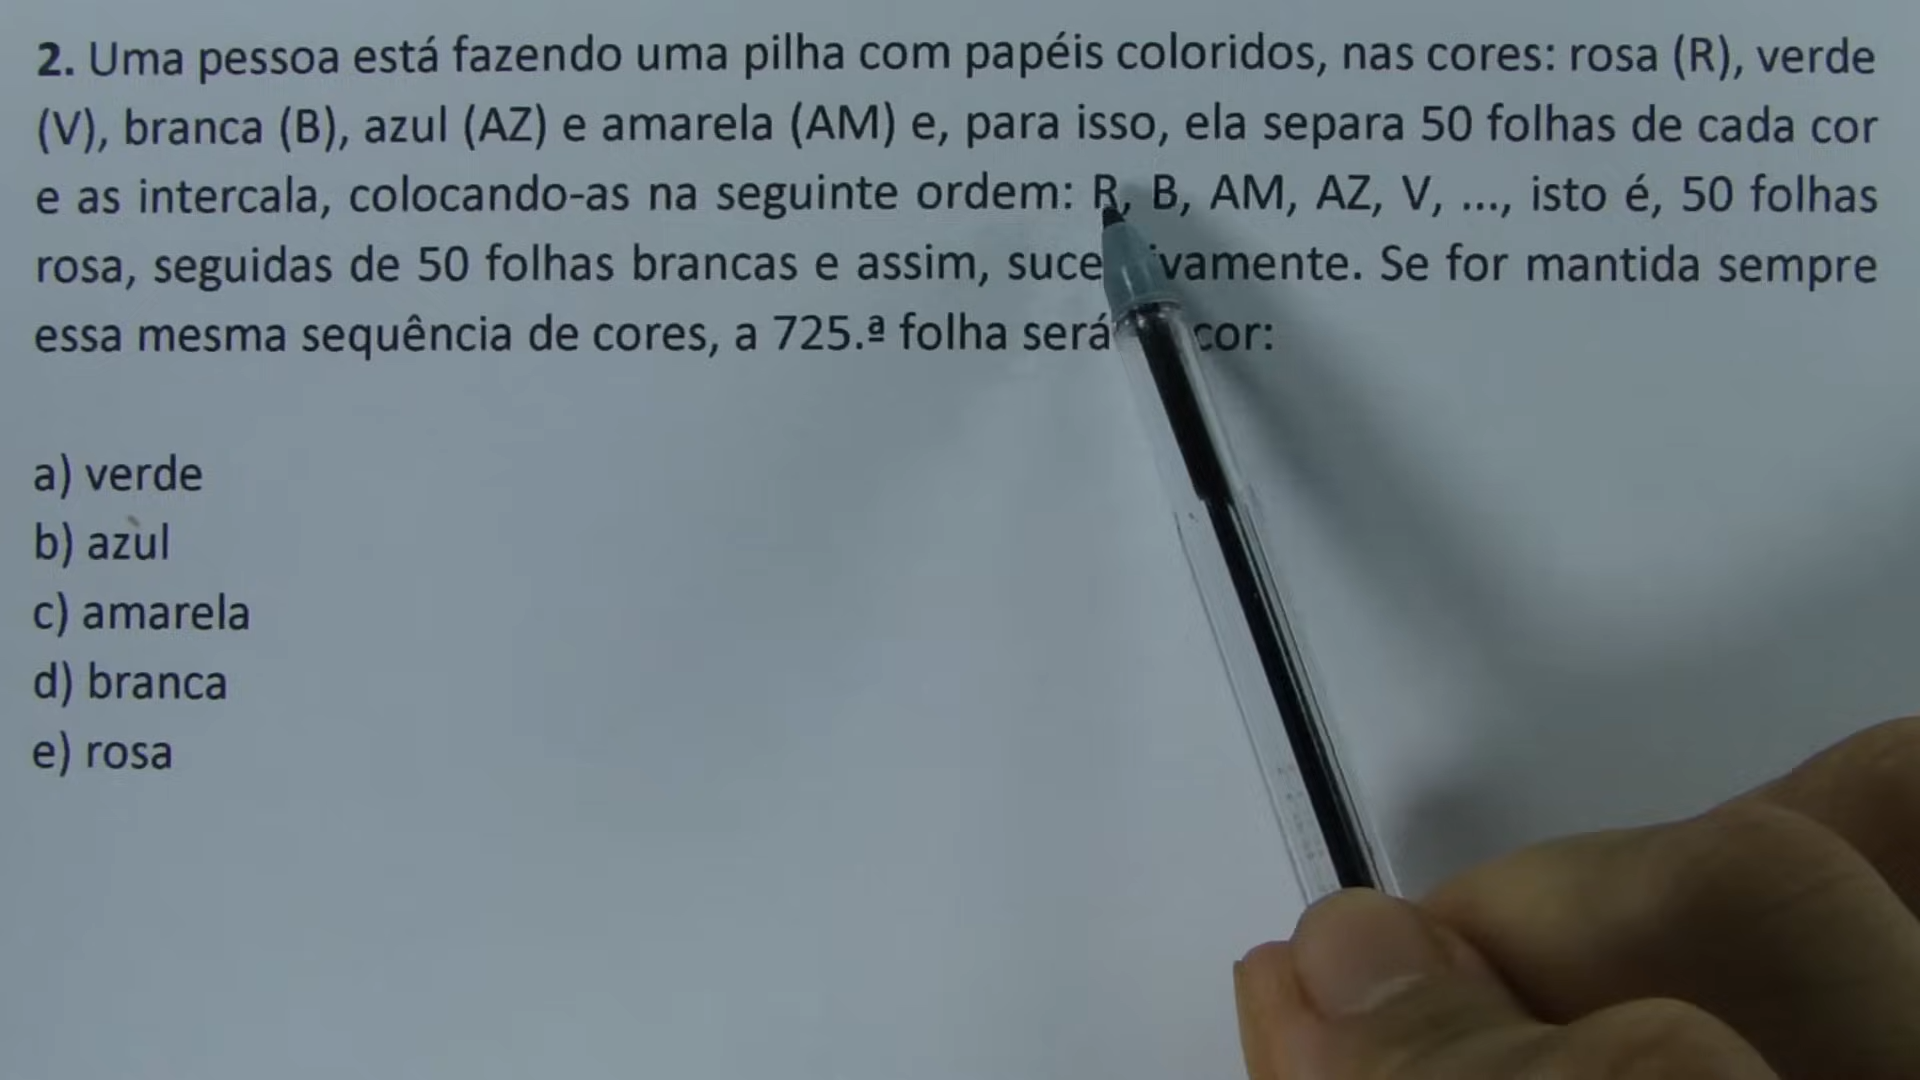 2. Uma pessoa está fazendo uma pilha com papéis coloridos, nas cores: rosa (R), verde
(V), branca (B), azul (AZ) e amarela (AM) e, para isso, ela separa 50 folhas de cada cor
e as intercala, colocando-as na seguinte ordem: R, B, AM, AZ, V, ..., isto é, 50 folhas
rosa, seguidas de 50 folhas brancas e assim, sucessivamente. Se for mantida sempre
essa mesma sequência de cores, a 725.ª folha será cor:
a) verde
b) azul
c) amarela
d) branca
e) rosa